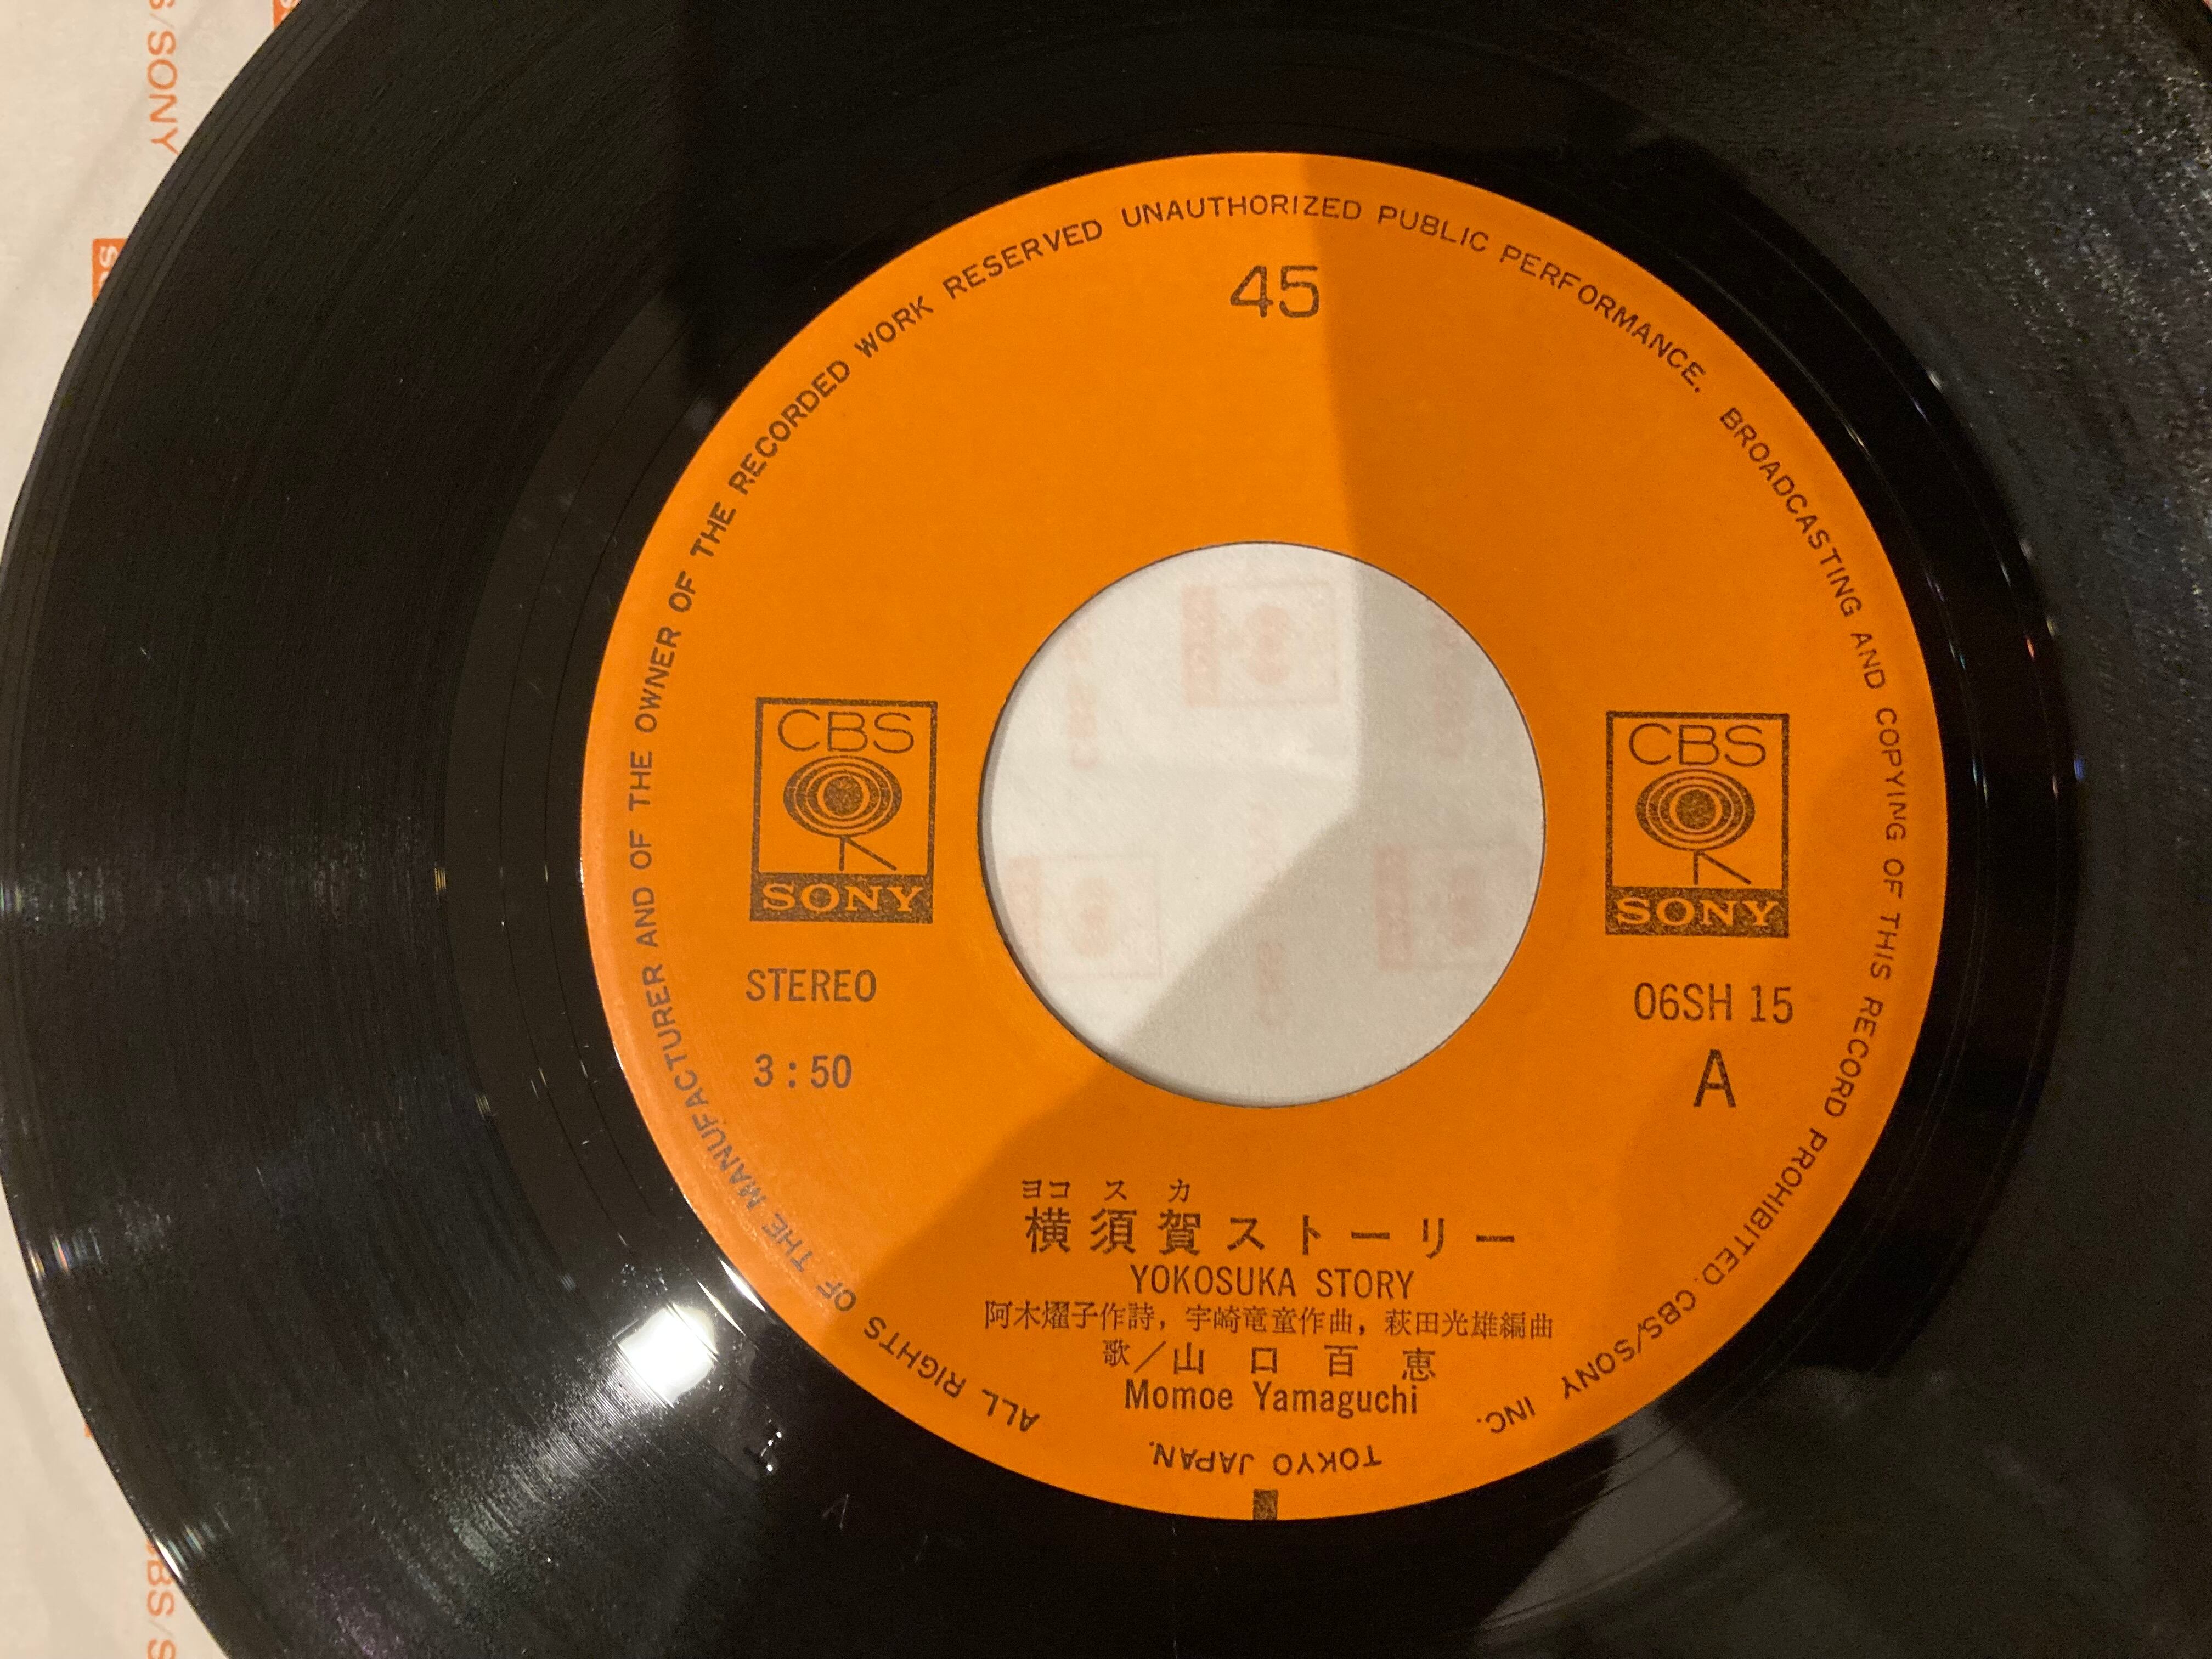 ALL RIGHTS OF THE MANUFACTURER AND OF THE OWNER OF THE RECORDED WORK RESERVED UNAUTHORIZED PUBLIC PERFORMANCE. BROADCASTING AND COPYING OF THIS RECORD PROHIBITED. CBS/SONY INC.
TOKYO JAPAN.
45
CBS
SONY
CBS
SONY
STEREO
3:50
06SH 15
A
ヨコ ス カ
横須賀ストーリー
YOKOSUKA STORY
阿木燿子作詩, 宇崎竜童作曲, 萩田光雄編曲
歌／山口百恵
Momoe Yamaguchi
/SONY